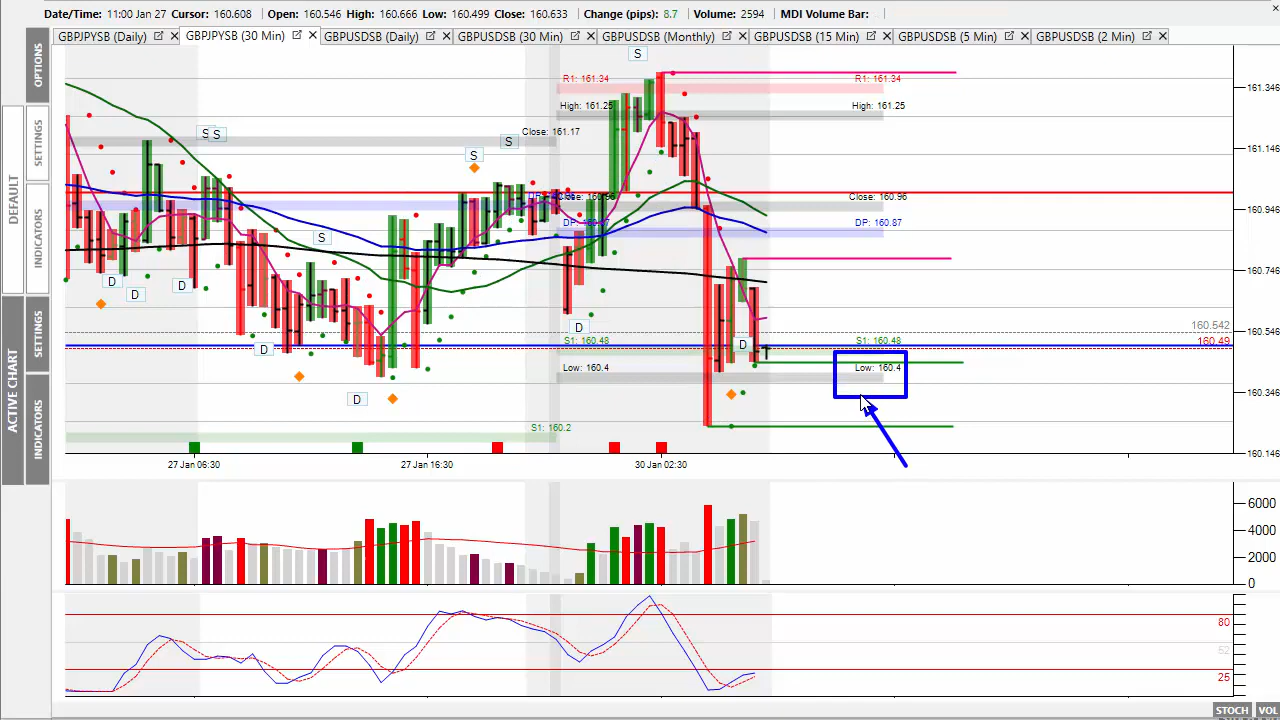 Date/Time: 11:00 Jan 27 Cursor: 160.608 Open: 160.546 High: 160.666 Low: 160.499 Close: 160.633 Change (pips): 8.7 Volume: 2594 MDI Volume Bar:
GBPJPYSB (Daily) GBPJPYSB (30 Min) GBPUSDSB (Daily) GBPUSDSB (30 Min) GBPUSDSB (Monthly) GBPUSDSB (15 Min) GBPUSDSB (5 Min) GBPUSDSB (2 Min)
OPTIONS
DEFAULT
SETTINGS
INDICATORS
ACTIVE CHART
SETTINGS
INDICATORS
S
R1: 161.34 R1: 161.34
161.346
High: 161.25 High: 161.25
S S Close: 161.17
S S
161.146
Close: 160.96
160.946
DP: 160.87
S
160.746
D D D
160.542
D
S1: 160.48 S1: 160.48
160.546
160.49
D D
Low: 160.4 Low: 160.4
160.346
D
S1: 160.2
160.146
27 Jan 06:30 27 Jan 16:30 30 Jan 02:30
6000
4000
2000
0
80
52
25
STOCH VOL